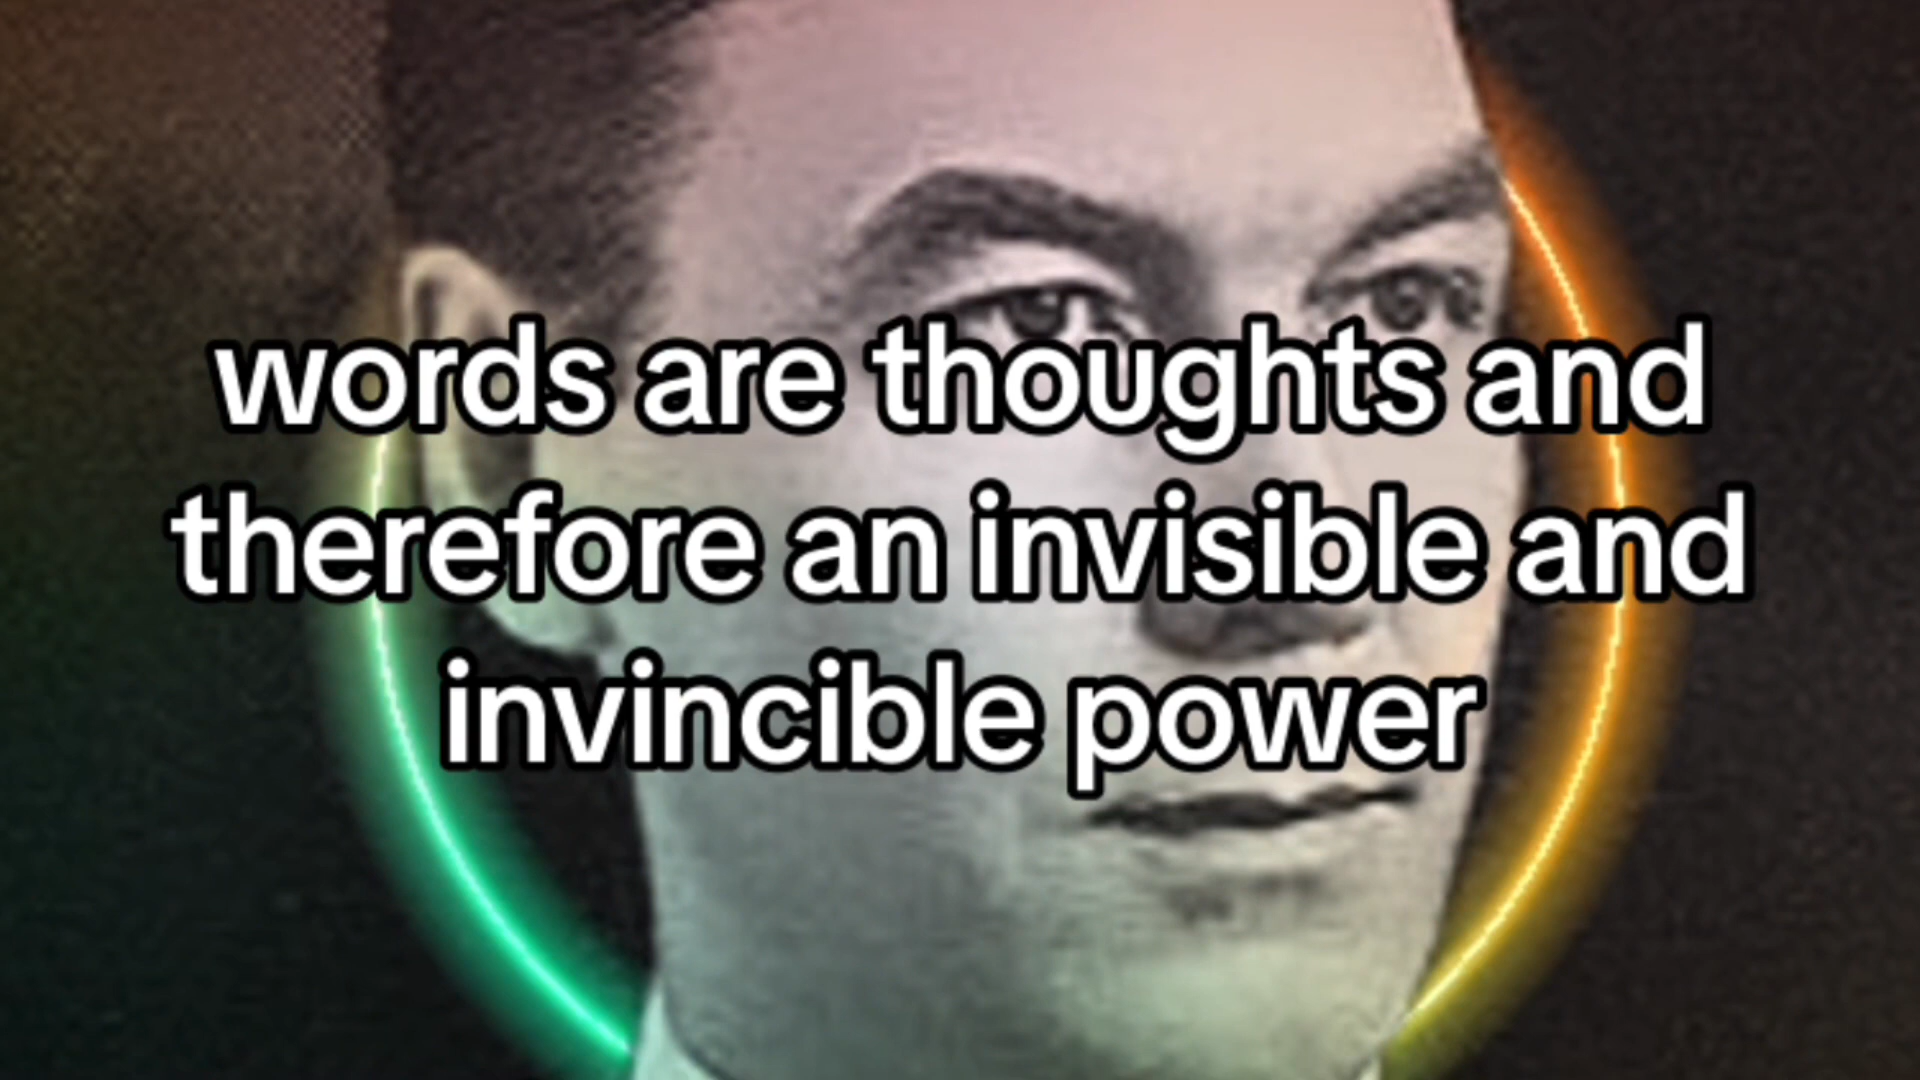 words are thoughts and
therefore an invisible and
invincible power